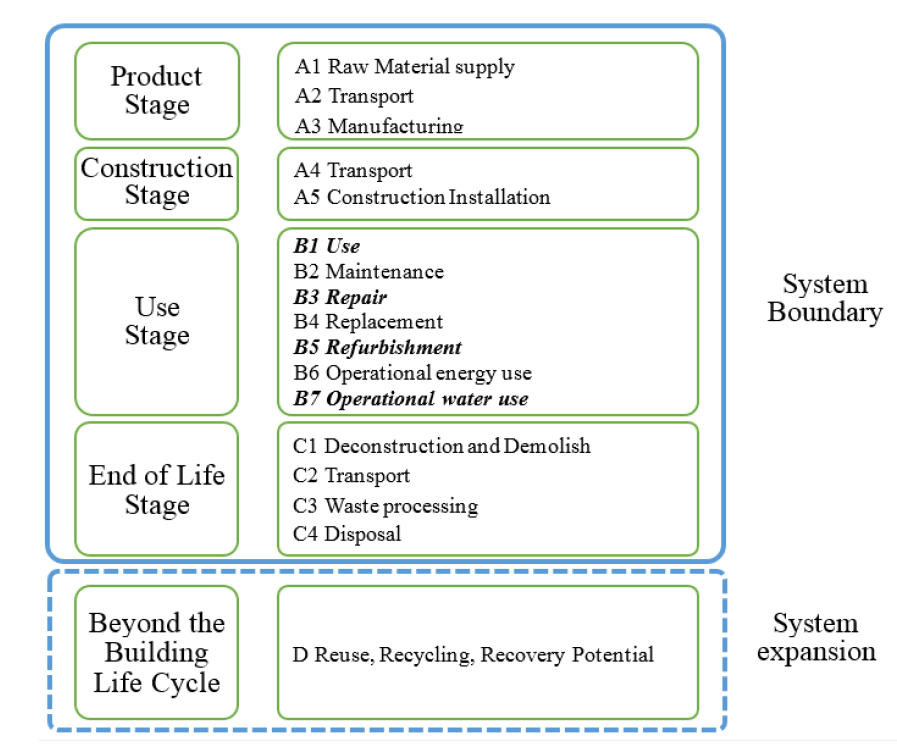 Product
Stage
A1 Raw Material supply
A2 Transport
A3 Manufacturing
Construction
Stage
A4 Transport
A5 Construction Installation
Use
Stage
B1 Use
B2 Maintenance
B3 Repair
B4 Replacement
B5 Refurbishment
B6 Operational energy use
B7 Operational water use
System
Boundary
End of Life
Stage
C1 Deconstruction and Demolish
C2 Transport
C3 Waste processing
C4 Disposal
Beyond the
Building
Life Cycle
D Reuse, Recycling, Recovery Potential
System
expansion